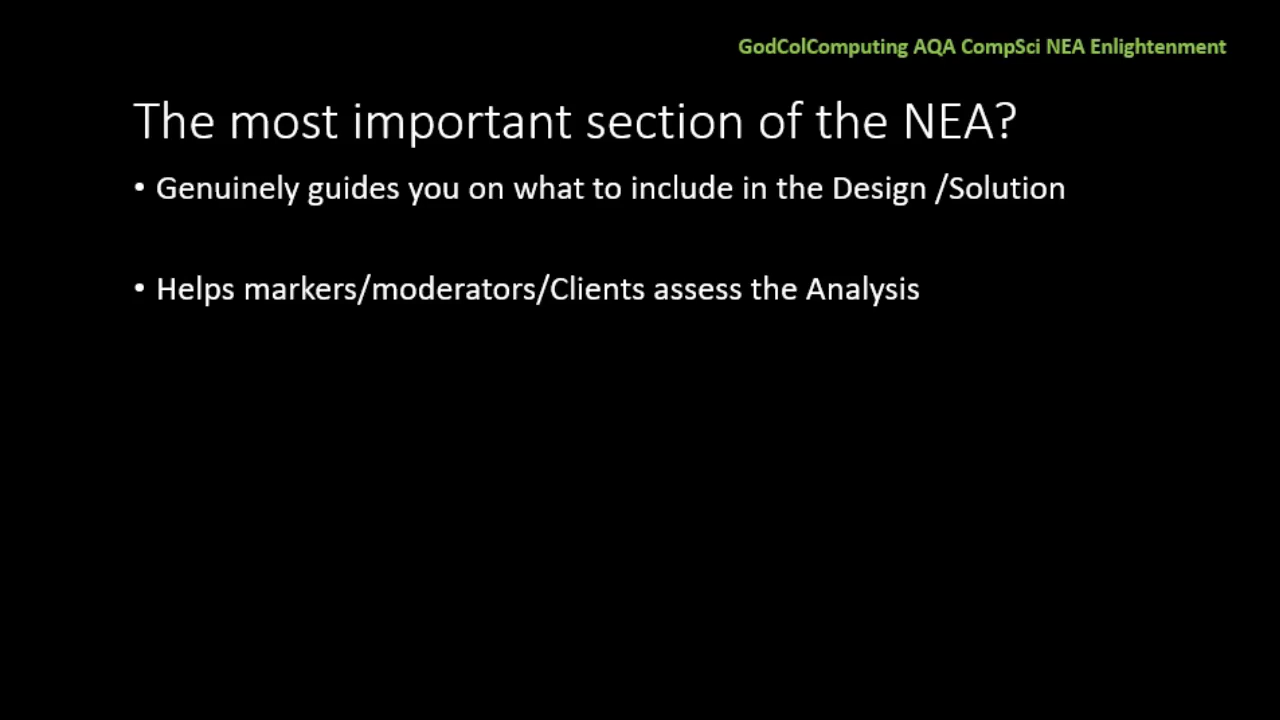 GodColComputing AQA CompSci NEA Enlightenment
The most important section of the NEA?
• Genuinely guides you on what to include in the Design /Solution
• Helps markers/moderators/Clients assess the Analysis